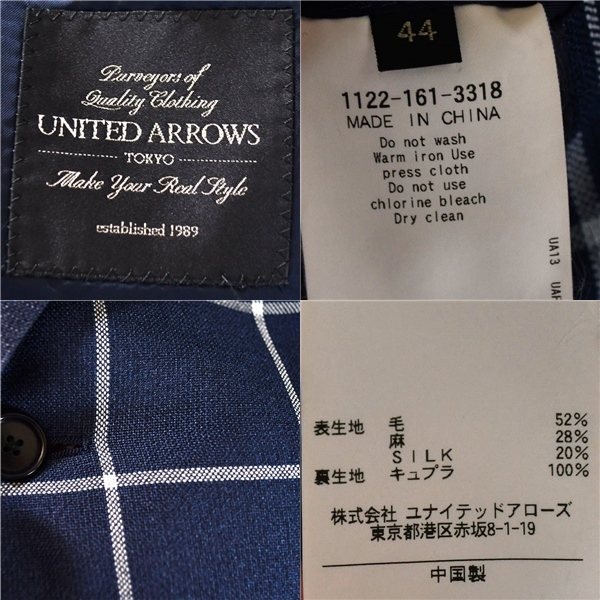 Purveyors of
Quality Clothing
UNITED ARROWS
TOKYO
Make Your Real Style
established 1989
44
1122-161-3318
MADE IN CHINA
Do not wash
Warm iron Use
press cloth
Do not use
chlorine bleach
Dry clean
UA13 UAF
表生地 毛 52%
麻 28%
SILK 20%
裏生地 キュプラ 100%
株式会社 ユナイテッドアローズ
東京都港区赤坂8-1-19
中国製